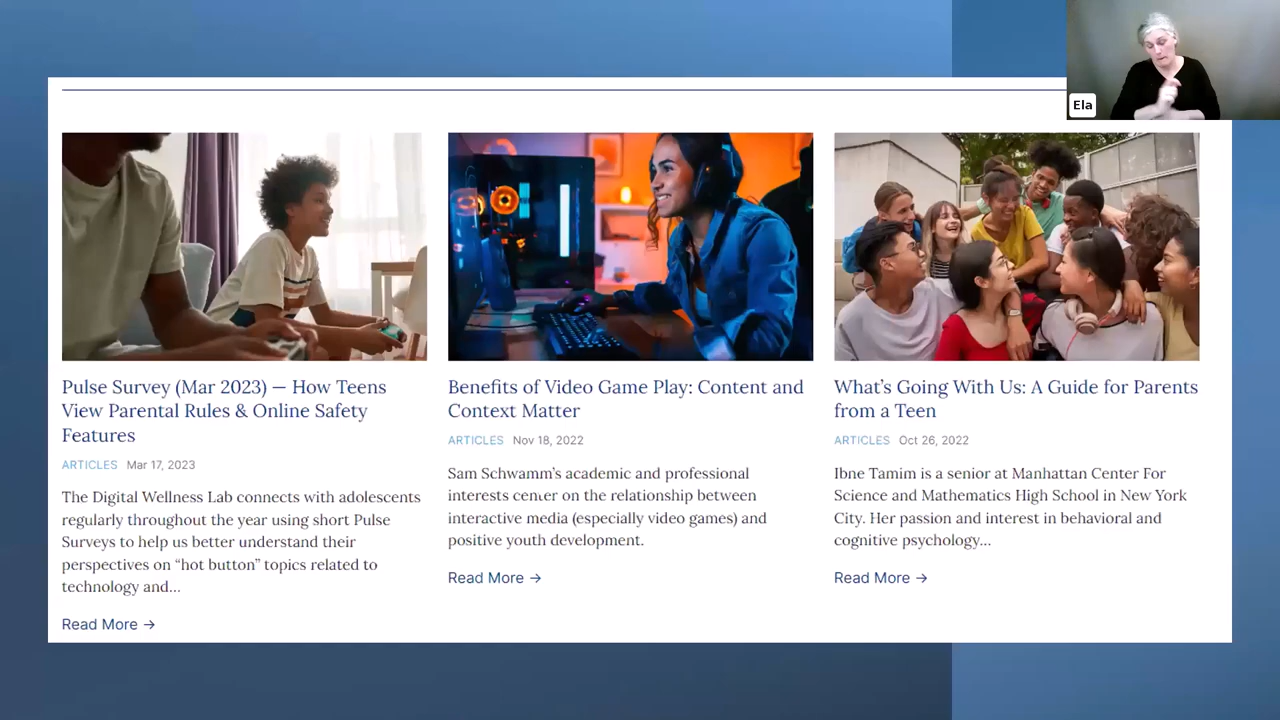 Ela
Pulse Survey (Mar 2023) — How Teens
View Parental Rules & Online Safety
Features
ARTICLES Mar 17, 2023
The Digital Wellness Lab connects with adolescents
regularly throughout the year using short Pulse
Surveys to help us better understand their
perspectives on “hot button” topics related to
technology and...
Read More →
Benefits of Video Game Play: Content and
Context Matter
ARTICLES Nov 18, 2022
Sam Schwamm’s academic and professional
interests center on the relationship between
interactive media (especially video games) and
positive youth development.
Read More →
What’s Going With Us: A Guide for Parents
from a Teen
ARTICLES Oct 26, 2022
Ibne Tamim is a senior at Manhattan Center For
Science and Mathematics High School in New York
City. Her passion and interest in behavioral and
cognitive psychology...
Read More →